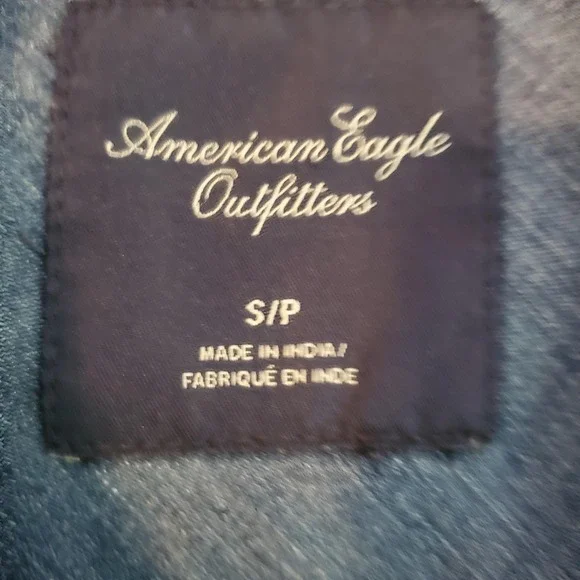 American Eagle
Outfitters
S/P
MADE IN INDIA/
FABRIQUÉ EN INDE